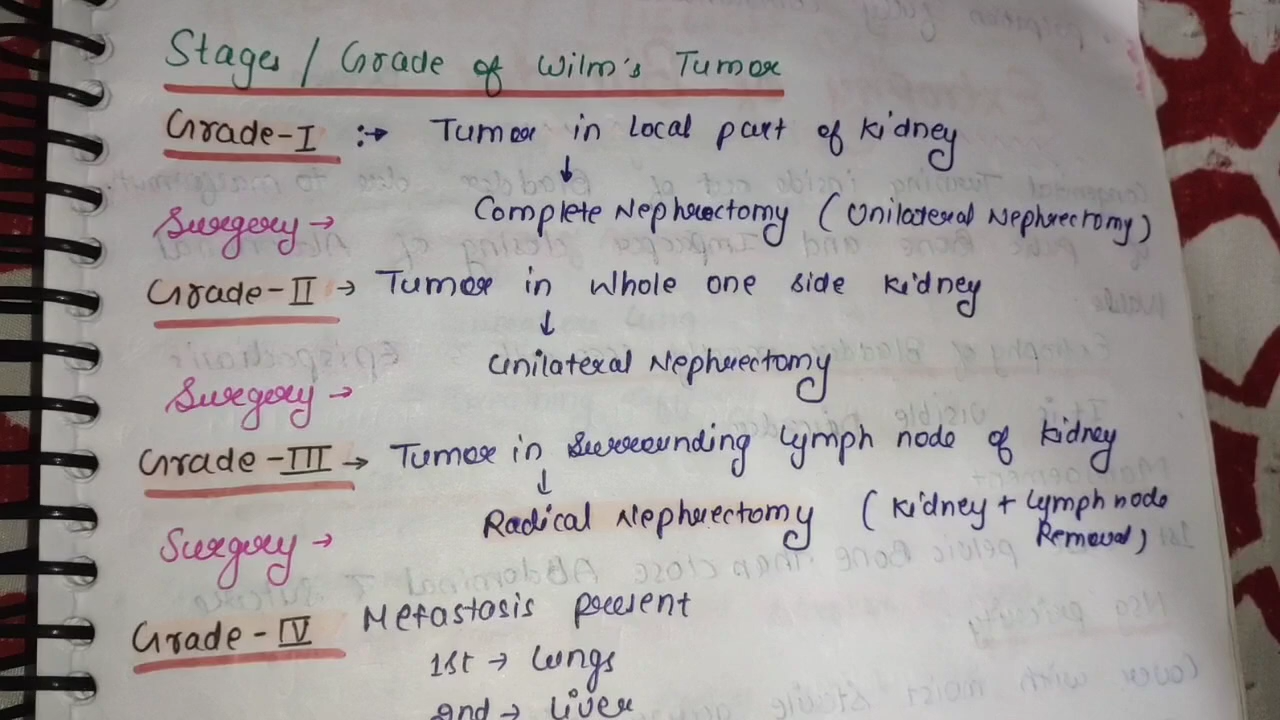 Stages / Grade of Wilm's Tumor
Grade-I :→ Tumor in local part of kidney
↓
Surgery → Complete Nephrectomy (Unilateral Nephrectomy)
Grade-II → Tumor in whole one side kidney
↓
Unilateral Nephrectomy
Surgery →
Grade-III → Tumor in Surrounding Lymph node of kidney
↓
Radical Nephrectomy (Kidney + Lymph node Removal)
Surgery →
Grade-IV Metastosis present
1st → Lungs
2nd → Liver